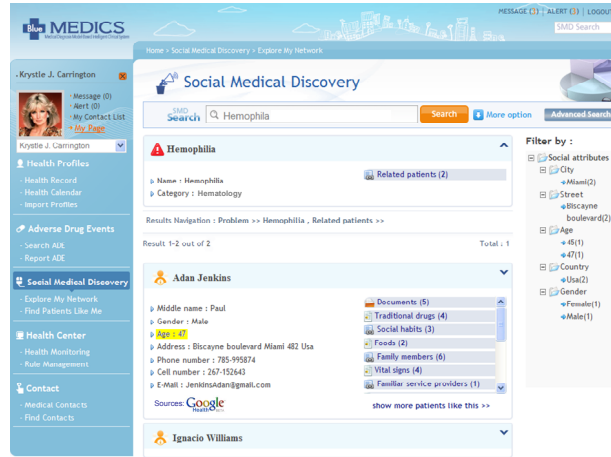 MESSAGE (0) | ALERT (0) | LOGOUT
Blue MEDICS
SMD Search
Home > Social Medical Discovery > Explore My Network
Krystle J. Carrington
Message (0)
Alert (0)
My Contact List
My Page
Krystle J. Carrington
Health Profiles
- Health Record
- Health Calendar
- Import Profiles
Adverse Drug Events
- Search ADE
- Report ADE
Social Medical Discovery
- Explore My Network
- Find Patients Like Me
Health Center
- Health Monitoring
- Rule Management
Contact
- Medical Contacts
- Find Contacts
Social Medical Discovery
SMD Search
Hemophila
Search
More option
Advanced Search
Hemophilia
Name : Hemophilia
Category : Hematology
Related patients (2)
Results Navigation : Problem >> Hemophilia , Related patients >>
Result 1-2 out of 2
Total : 1
Adan Jenkins
Middle name : Paul
Gender : Male
Age : 47
Address : Biscayne boulevard Miami 482 Usa
Phone number : 785-995874
Cell number : 267-152643
E-Mail : JenkinsAdan@gmail.com
Sources: Google Health
Documents (5)
Traditional drugs (4)
Social habits (3)
Foods (2)
Family members (6)
Vital signs (4)
Familiar service providers (1)
show more patients like this >>
Ignacio Williams
Filter by :
Social attributes
City
Miami(2)
Street
Biscayne
boulevard(2)
Age
45(1)
47(1)
Country
Usa(2)
Gender
Female(1)
Male(1)